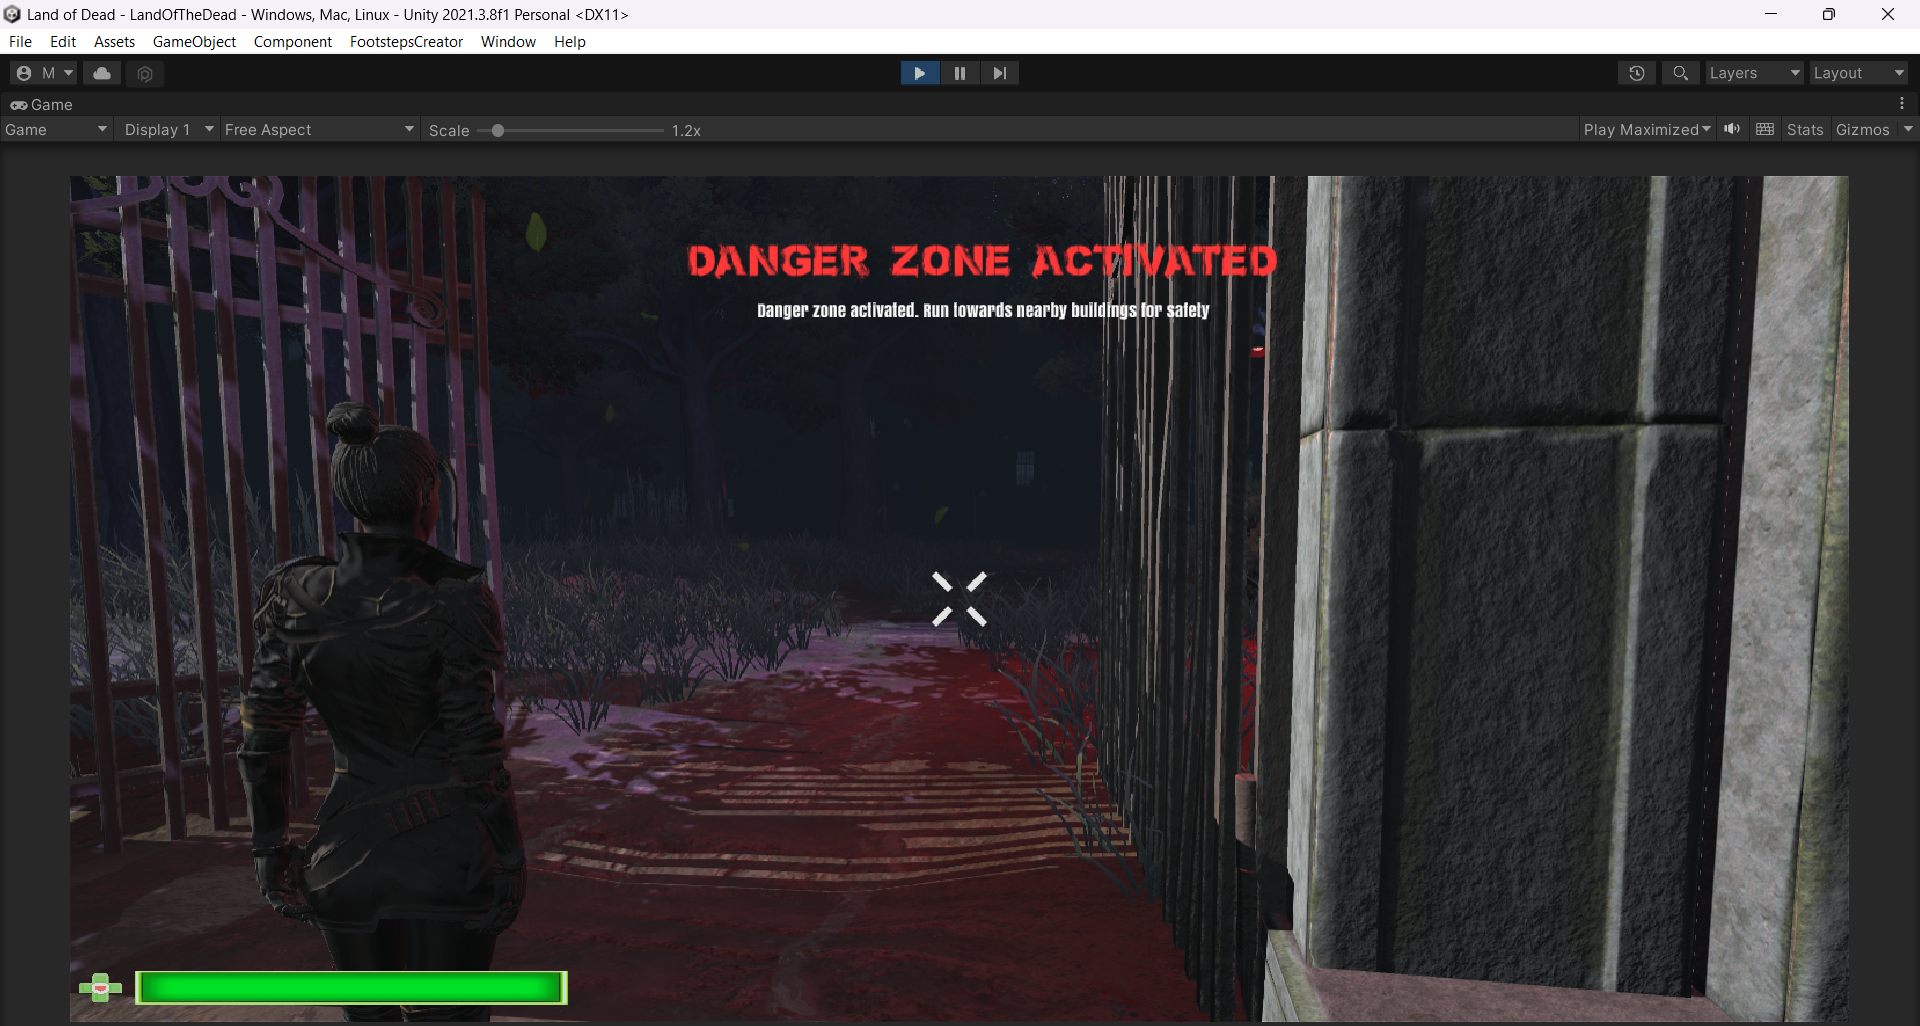 Land of Dead - LandOfTheDead - Windows, Mac, Linux - Unity 2021.3.8f1 Personal <DX11>
File Edit Assets GameObject Component FootstepsCreator Window Help
M Layers Layout
Game
Game Display 1 Free Aspect Scale 1.2x Play Maximized Stats Gizmos
DANGER ZONE ACTIVATED
Danger zone activated. Run towards nearby buildings for safety